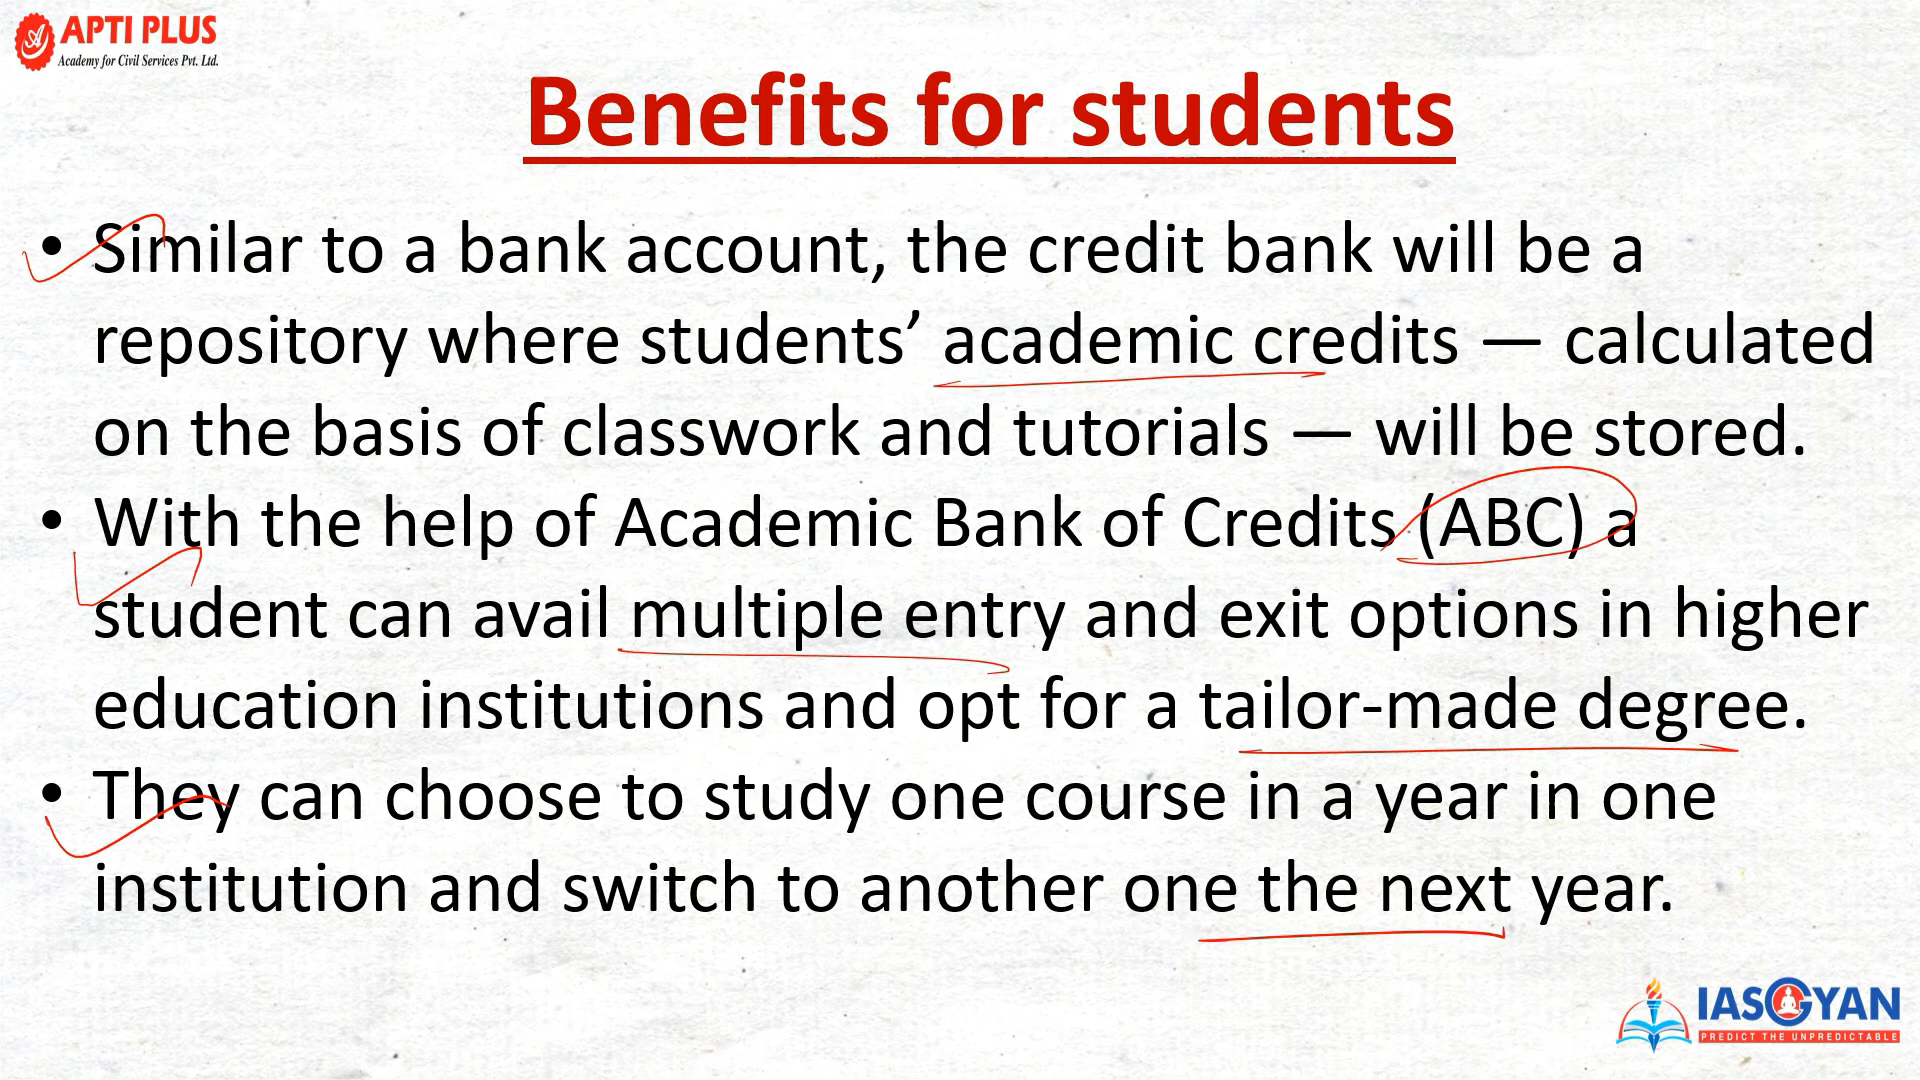 APTI PLUS
Academy for Civil Services Pvt. Ltd.
Benefits for students
• Similar to a bank account, the credit bank will be a
repository where students’ academic credits — calculated
on the basis of classwork and tutorials — will be stored.
• With the help of Academic Bank of Credits (ABC) a
student can avail multiple entry and exit options in higher
education institutions and opt for a tailor-made degree.
• They can choose to study one course in a year in one
institution and switch to another one the next year.
IASGYAN
PREDICT THE UNPREDICTABLE